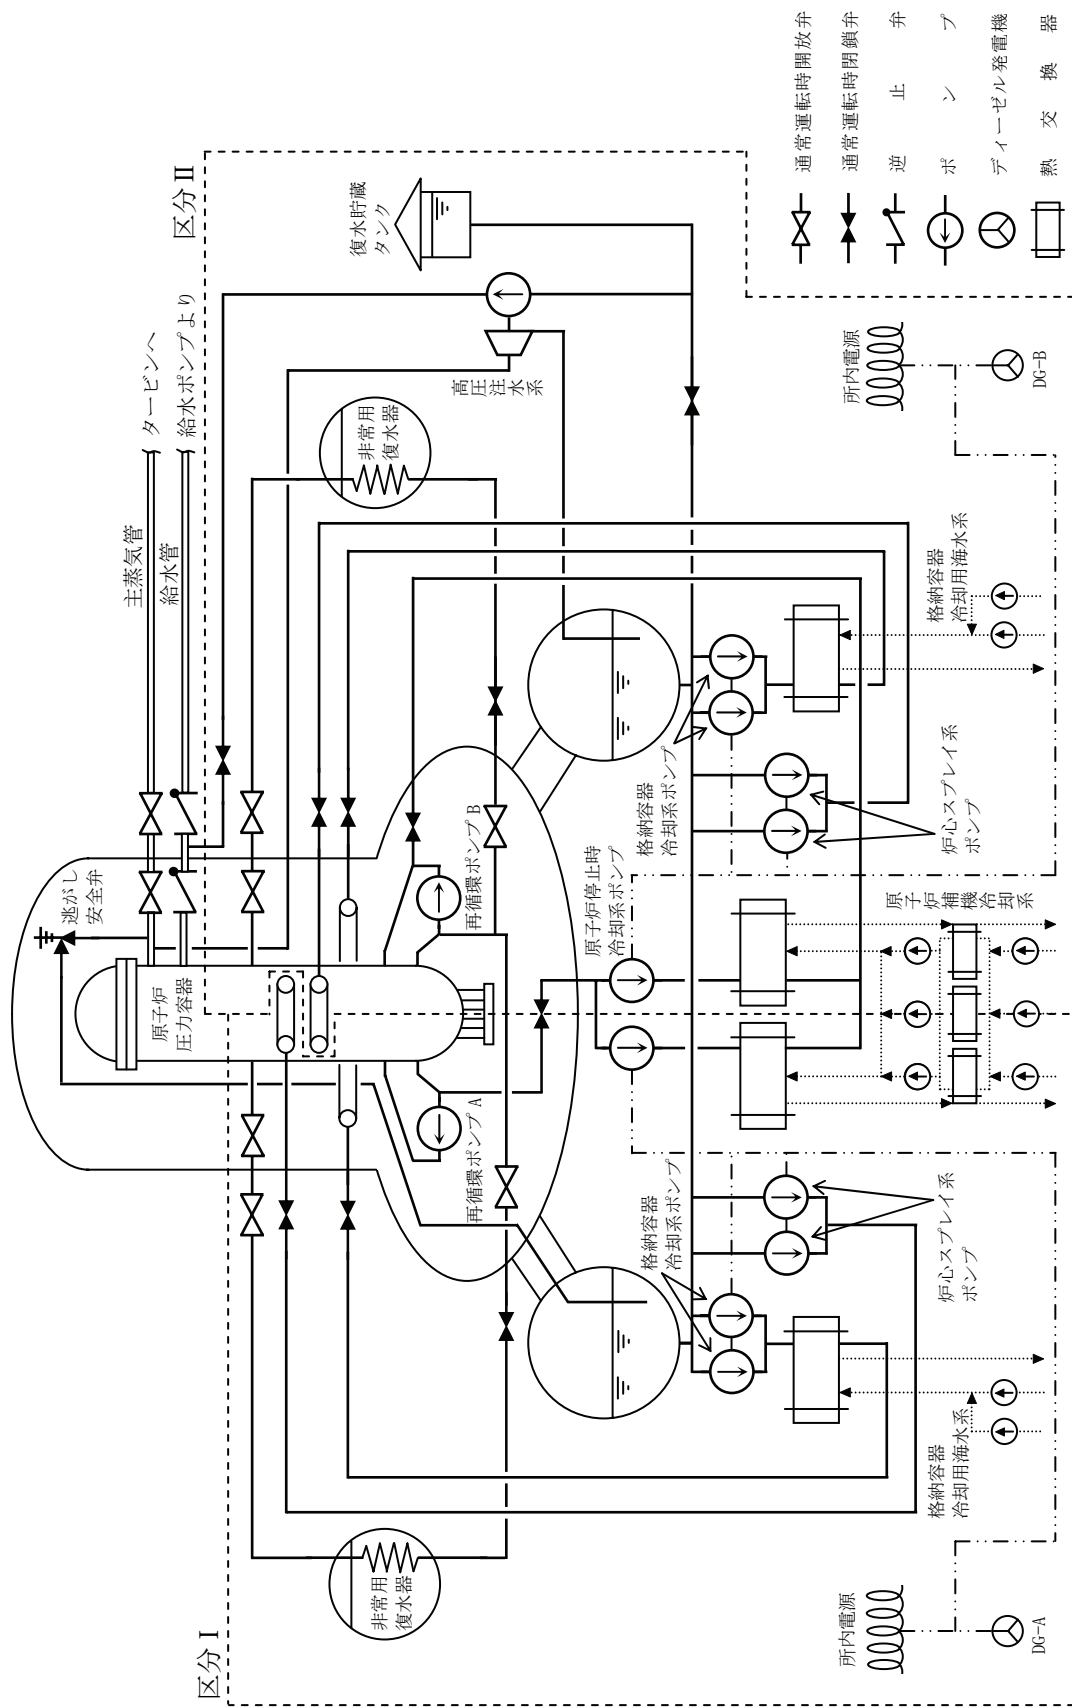 区分Ⅰ
区分Ⅱ
タービンへ
給水ポンプより
主蒸気管
給水管
逃がし
安全弁
原子炉
圧力容器
非常用
復水器
非常用
復水器
高圧注水系
復水貯蔵
タンク
再循環ポンプ A
再循環ポンプ B
格納容器
冷却系ポンプ
格納容器
冷却系ポンプ
原子炉停止時
冷却系ポンプ
炉心スプレイ系
ポンプ
炉心スプレイ系
ポンプ
原子炉補機冷却系
格納容器
冷却用海水系
格納容器
冷却用海水系
所内電源
DG-A
所内電源
DG-B
通常運転時開放弁
通常運転時閉鎖弁
逆止弁
ポンプ
ディーゼル発電機
熱交換器